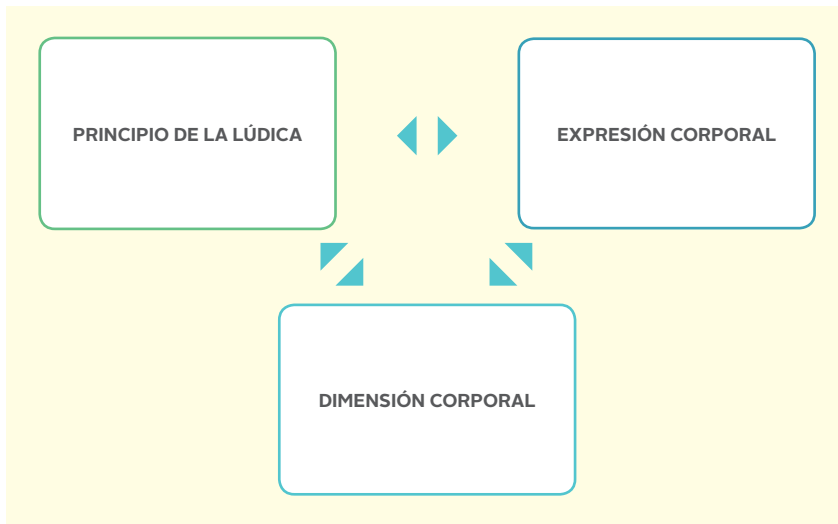 PRINCIPIO DE LA LÚDICA
EXPRESIÓN CORPORAL
DIMENSIÓN CORPORAL